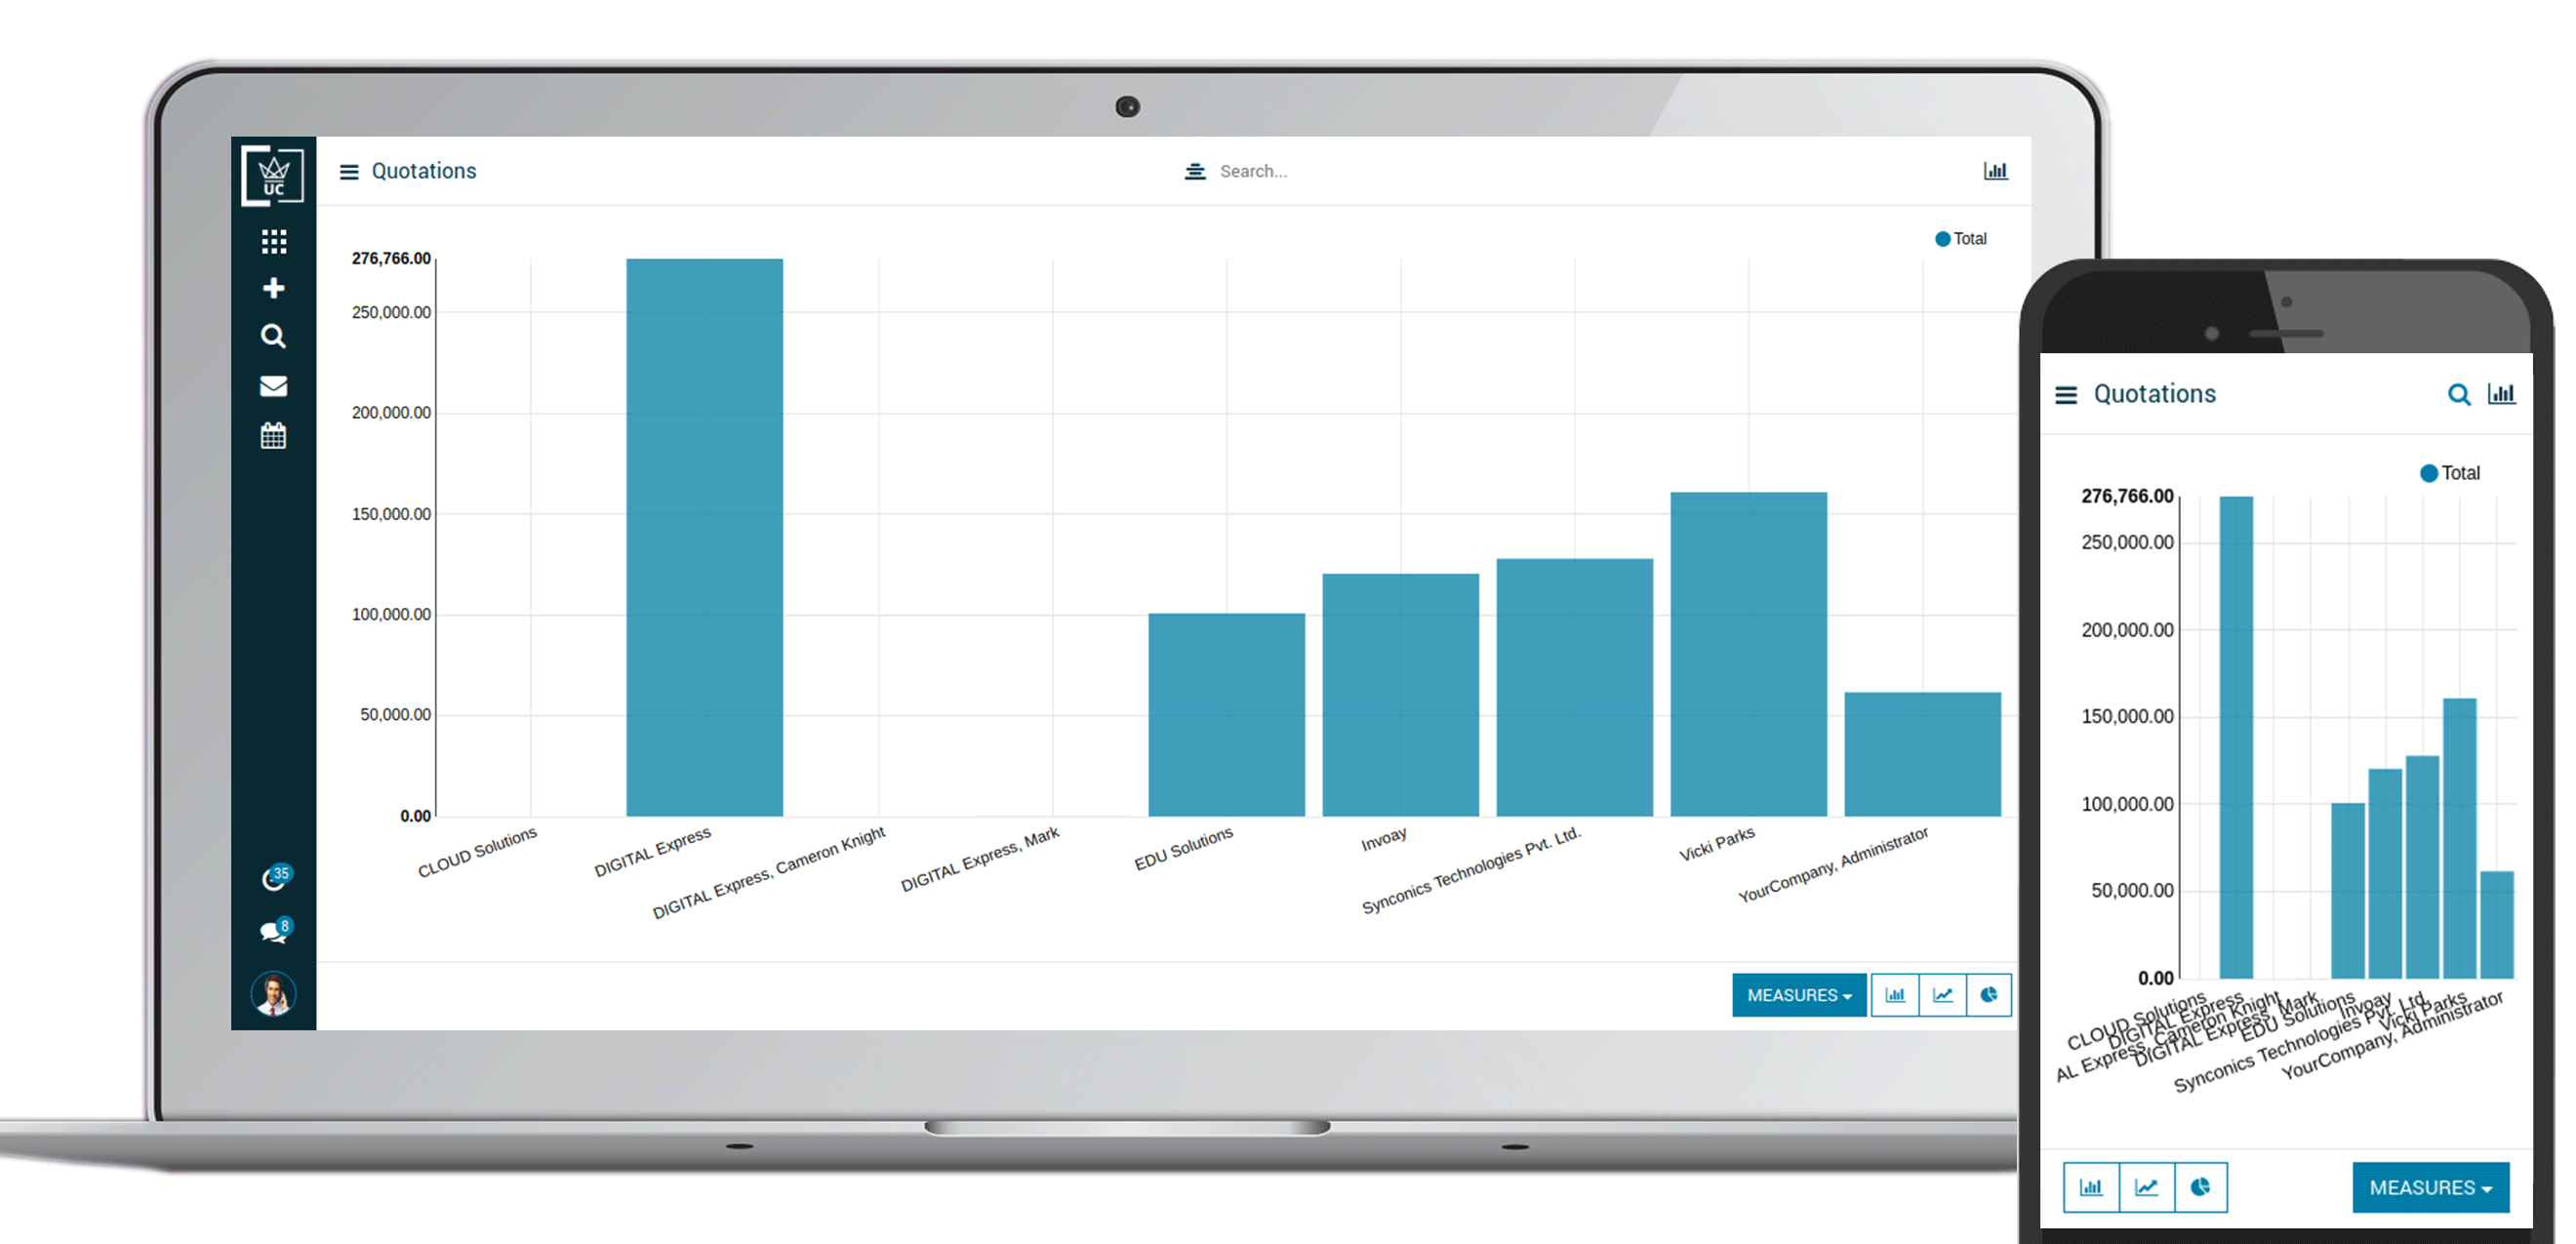 UC
Quotations
Search...
Total
276,766.00
250,000.00
200,000.00
150,000.00
100,000.00
50,000.00
0.00
CLOUD Solutions
DIGITAL Express
DIGITAL Express, Cameron Knight
DIGITAL Express, Mark
EDU Solutions
Invoay
Synconics Technologies Pvt. Ltd.
Vicki Parks
YourCompany, Administrator
35
8
MEASURES
Quotations
Total
276,766.00
250,000.00
200,000.00
150,000.00
100,000.00
50,000.00
0.00
CLOUD Solutions
DIGITAL Express
AL Express, Cameron Knight
DIGITAL Express, Mark
EDU Solutions
Invoay
Synconics Technologies Pvt. Ltd.
Vicki Parks
YourCompany, Administrator
MEASURES